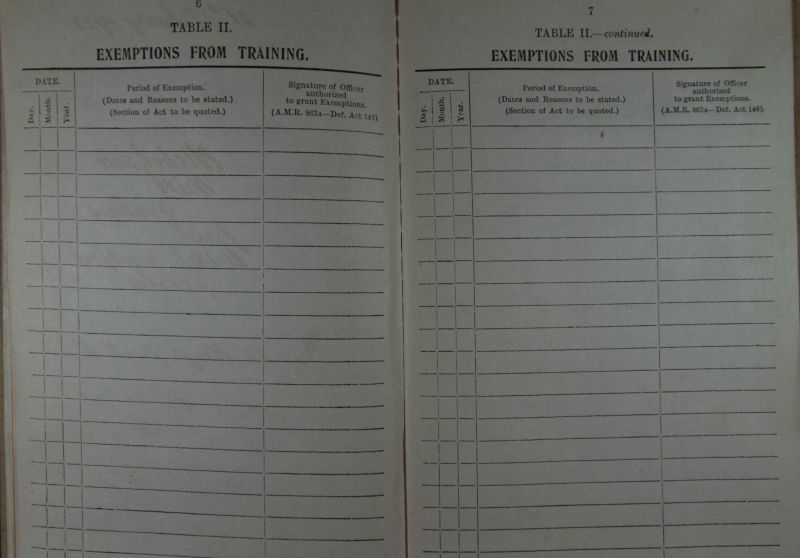 6
TABLE II.
EXEMPTIONS FROM TRAINING.
DATE.
Day.
Month.
Year.
Period of Exemption.
(Dates and Reasons to be stated.)
(Section of Act to be quoted.)
Signature of Officer
authorized
to grant Exemptions.
(A.M.R. 863A—Def. Act 146).
7
TABLE II.—continued.
EXEMPTIONS FROM TRAINING.
DATE.
Day.
Month.
Year.
Period of Exemption.
(Dates and Reasons to be stated.)
(Section of Act to be quoted.)
Signature of Officer
authorized
to grant Exemptions.
(A.M.R. 863A—Def. Act 146).